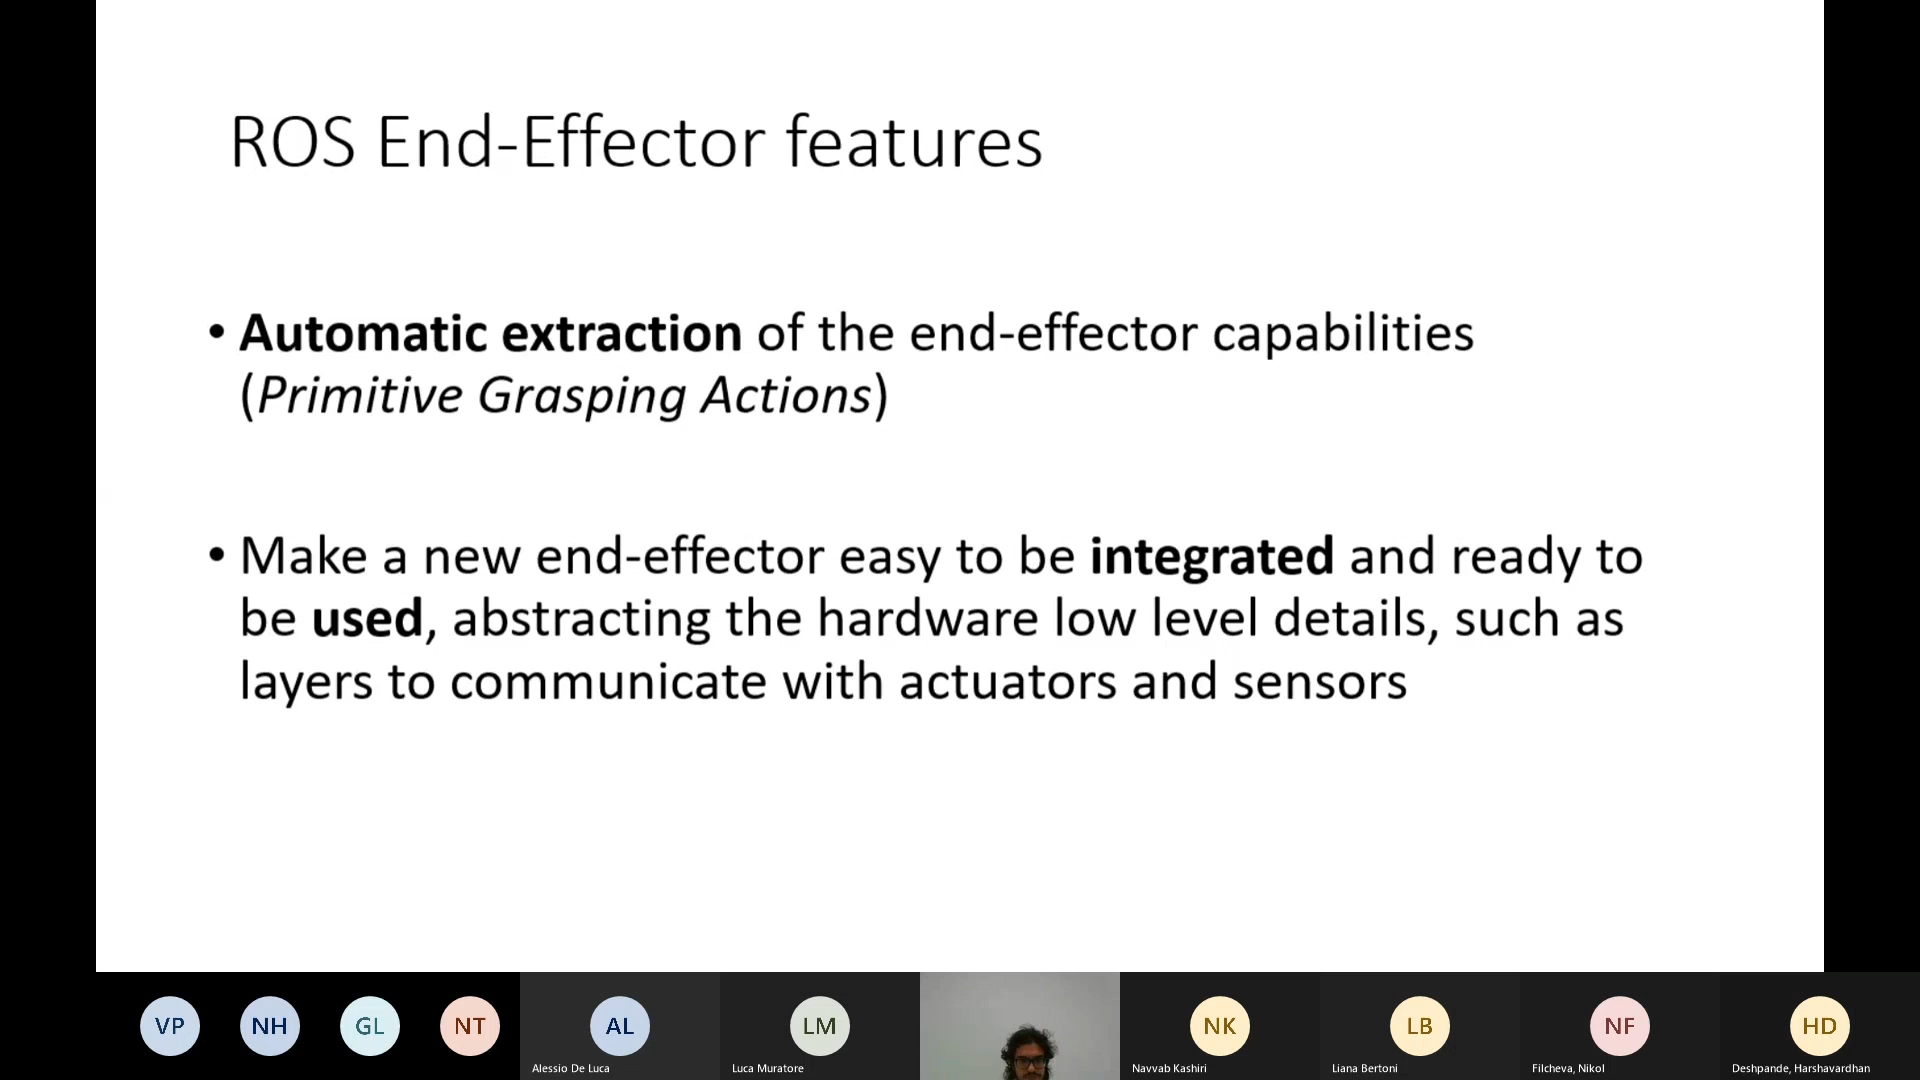 ROS End-Effector features
• Automatic extraction of the end-effector capabilities
(Primitive Grasping Actions)
• Make a new end-effector easy to be integrated and ready to
be used, abstracting the hardware low level details, such as
layers to communicate with actuators and sensors
VP
NH
GL
NT
AL
Alessio De Luca
LM
Luca Muratore
NK
Navvab Kashiri
LB
Liana Bertoni
NF
Filcheva, Nikol
HD
Deshpande, Harshavardhan